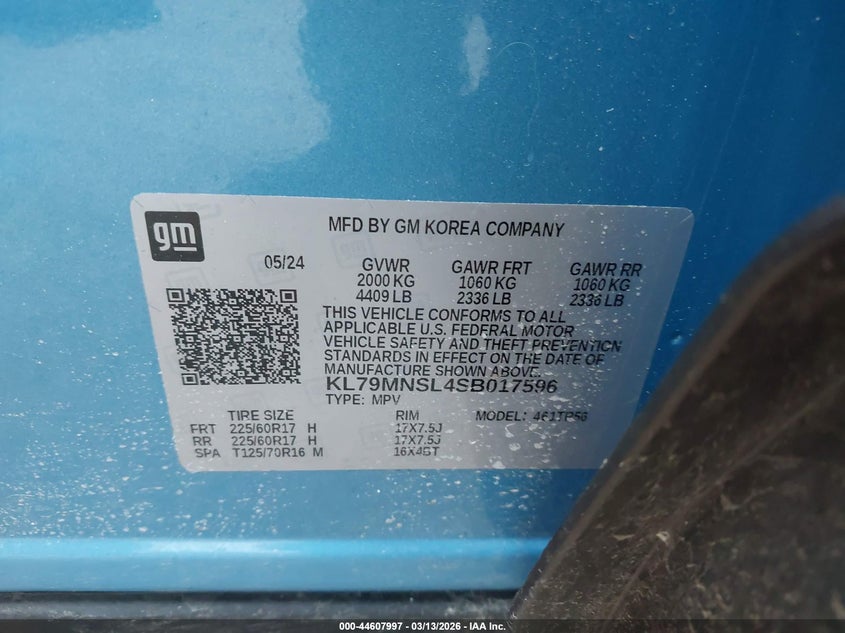 gm
MFD BY GM KOREA COMPANY
05/24 GVWR GAWR FRT GAWR RR
2000 KG 1060 KG 1060 KG
4409 LB 2336 LB 2336 LB
THIS VEHICLE CONFORMS TO ALL
APPLICABLE U.S. FEDERAL MOTOR
VEHICLE SAFETY AND THEFT PREVENTION
STANDARDS IN EFFECT ON THE DATE OF
MANUFACTURE SHOWN ABOVE.
KL79MNSL4SB017596
TYPE: MPV MODEL: 461TP56
TIRE SIZE RIM
FRT 225/60R17 H 17X7.5J
RR 225/60R17 H 17X7.5J
SPA T125/70R16 M 16X4BT
000-44607997 - 03/13/2026 - IAA Inc.